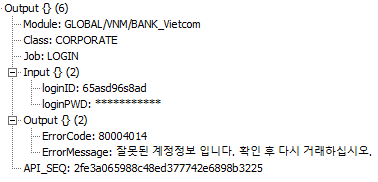 Output {} (6)
Module: GLOBAL/VNM/BANK_Vietcom
Class: CORPORATE
Job: LOGIN
Input {} (2)
loginID: 65asd96s8ad
loginPWD: ***********
Output {} (2)
ErrorCode: 80004014
ErrorMessage: 잘못된 계정정보 입니다. 확인 후 다시 거래하십시오.
API_SEQ: 2fe3a065988c48ed377742e6898b3225